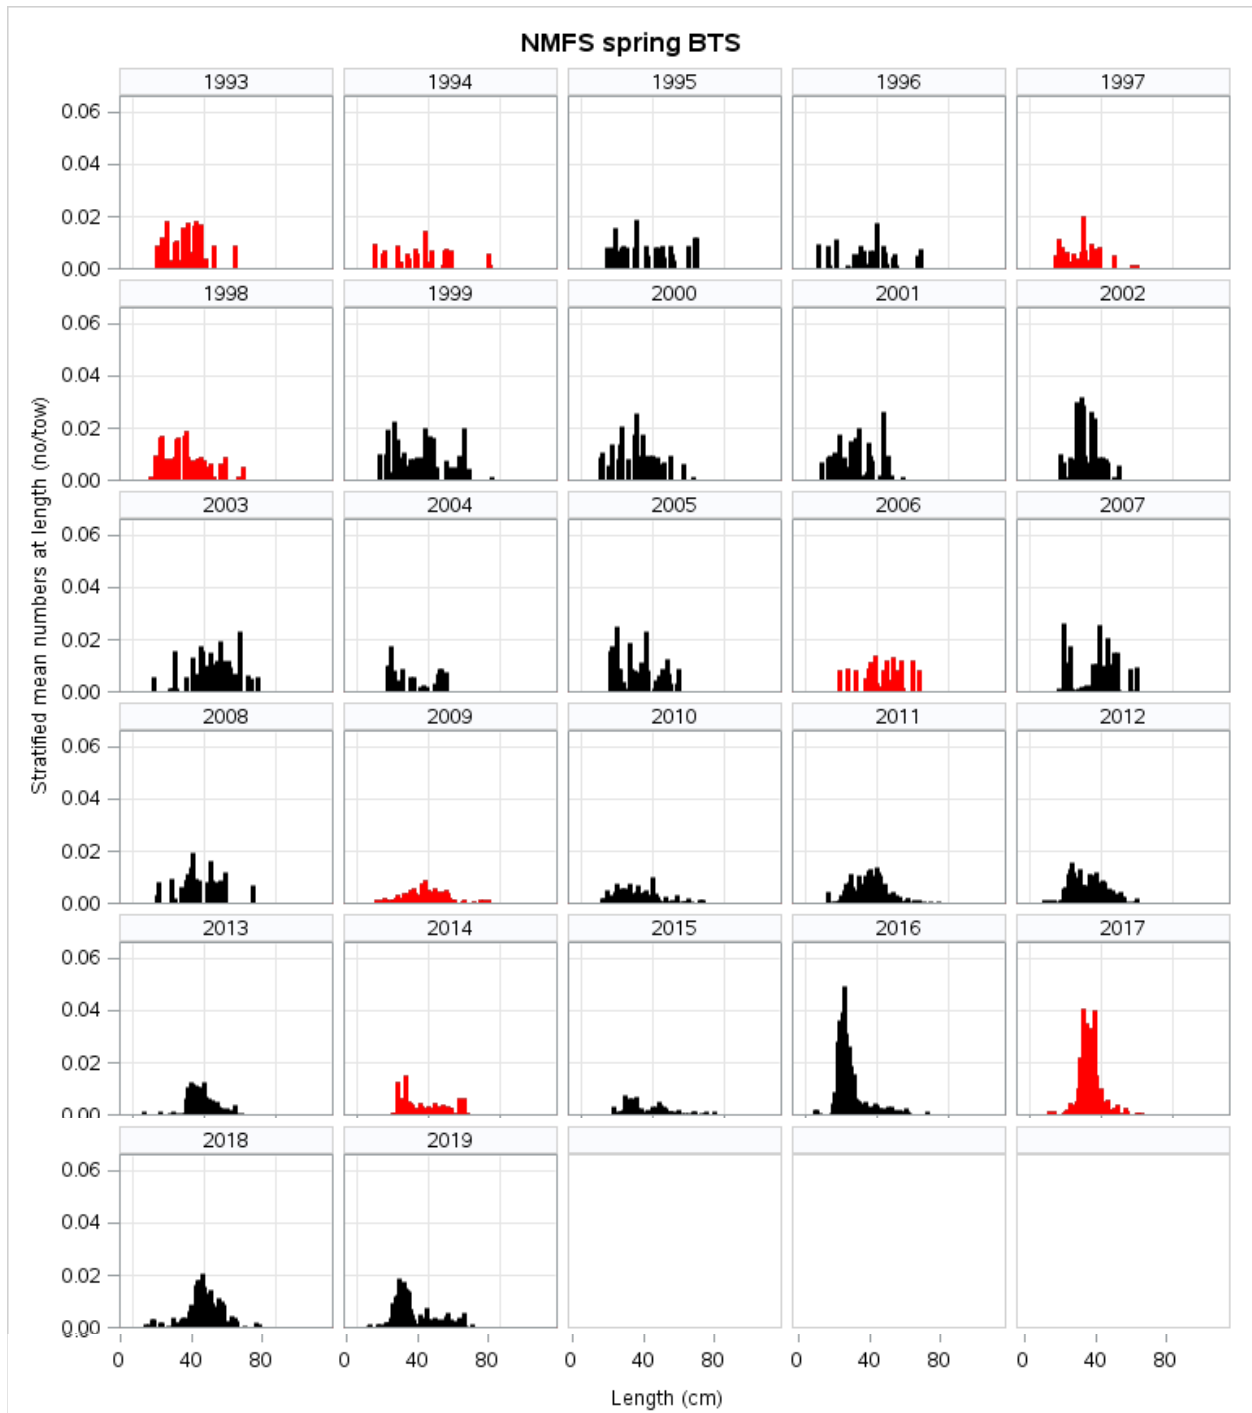 NMFS spring BTS
1993 1994 1995 1996 1997
0.06
0.04
0.02
0.00
1998 1999 2000 2001 2002
0.06
0.04
0.02
0.00
Stratified mean numbers at length (no/tow)
2003 2004 2005 2006 2007
0.06
0.04
0.02
0.00
2008 2009 2010 2011 2012
0.06
0.04
0.02
0.00
2013 2014 2015 2016 2017
0.06
0.04
0.02
0.00
2018 2019
0.06
0.04
0.02
0.00
0 40 80 0 40 80 0 40 80 0 40 80 0 40 80
Length (cm)